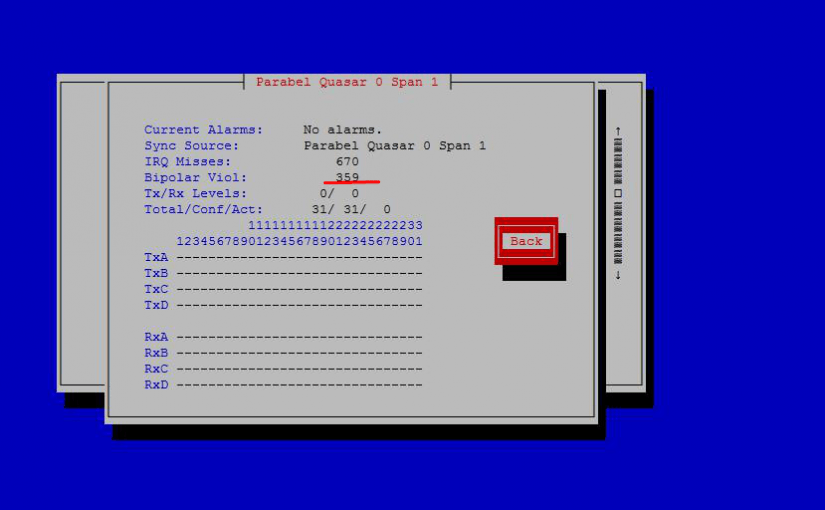 Parabel Quasar 0 Span 1
Current Alarms: No alarms.
Sync Source: Parabel Quasar 0 Span 1
IRQ Misses: 670
Bipolar Viol: 359
Tx/Rx Levels: 0/ 0
Total/Conf/Act: 31/ 31/ 0
1111111111222222222233
1234567890123456789012345678901
TxA -------------------------------
TxB -------------------------------
TxC -------------------------------
TxD -------------------------------
RxA -------------------------------
RxB -------------------------------
RxC -------------------------------
RxD -------------------------------
Back